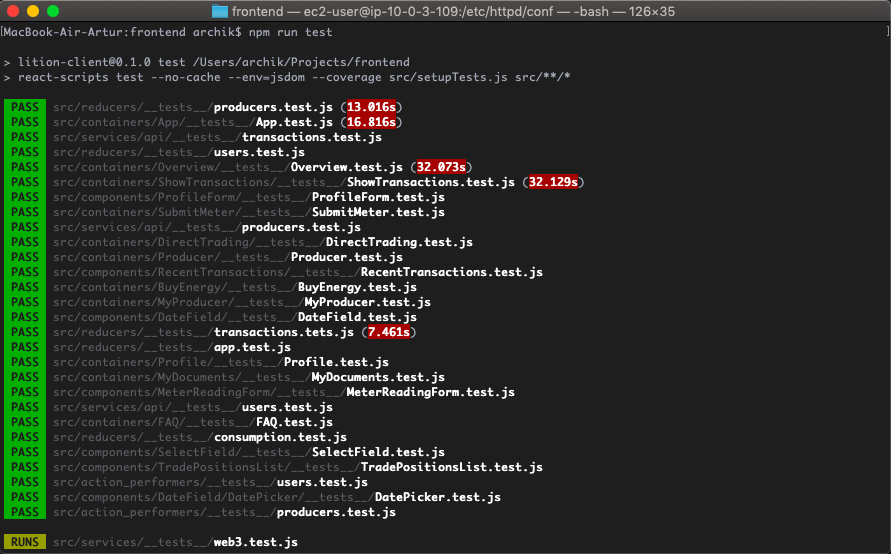 frontend — ec2-user@ip-10-0-3-109:/etc/httpd/conf — -bash — 126×35
[MacBook-Air-Artur:frontend archik$ npm run test ]
> lition-client@0.1.0 test /Users/archik/Projects/frontend
> react-scripts test --no-cache --env=jsdom --coverage src/setupTests.js src/**/*
PASS src/reducers/__tests__/producers.test.js (13.016s)
PASS src/containers/App/__tests__/App.test.js (16.816s)
PASS src/services/api/__tests__/transactions.test.js
PASS src/reducers/__tests__/users.test.js
PASS src/containers/Overview/__tests__/Overview.test.js (32.073s)
PASS src/containers/ShowTransactions/__tests__/ShowTransactions.test.js (32.129s)
PASS src/components/ProfileForm/__tests__/ProfileForm.test.js
PASS src/containers/SubmitMeter/__tests__/SubmitMeter.test.js
PASS src/services/api/__tests__/producers.test.js
PASS src/containers/DirectTrading/__tests__/DirectTrading.test.js
PASS src/containers/Producer/__tests__/Producer.test.js
PASS src/components/RecentTransactions/__tests__/RecentTransactions.test.js
PASS src/containers/BuyEnergy/__tests__/BuyEnergy.test.js
PASS src/containers/MyProducer/__tests__/MyProducer.test.js
PASS src/components/DateField/__tests__/DateField.test.js
PASS src/reducers/__tests__/transactions.tets.js (7.461s)
PASS src/reducers/__tests__/app.test.js
PASS src/containers/Profile/__tests__/Profile.test.js
PASS src/containers/MyDocuments/__tests__/MyDocuments.test.js
PASS src/components/MeterReadingForm/__tests__/MeterReadingForm.test.js
PASS src/services/api/__tests__/users.test.js
PASS src/containers/FAQ/__tests__/FAQ.test.js
PASS src/reducers/__tests__/consumption.test.js
PASS src/components/SelectField/__tests__/SelectField.test.js
PASS src/components/TradePositionsList/__tests__/TradePositionsList.test.js
PASS src/action_performers/__tests__/users.test.js
PASS src/components/DateField/DatePicker/__tests__/DatePicker.test.js
PASS src/action_performers/__tests__/producers.test.js
RUNS src/services/__tests__/web3.test.js